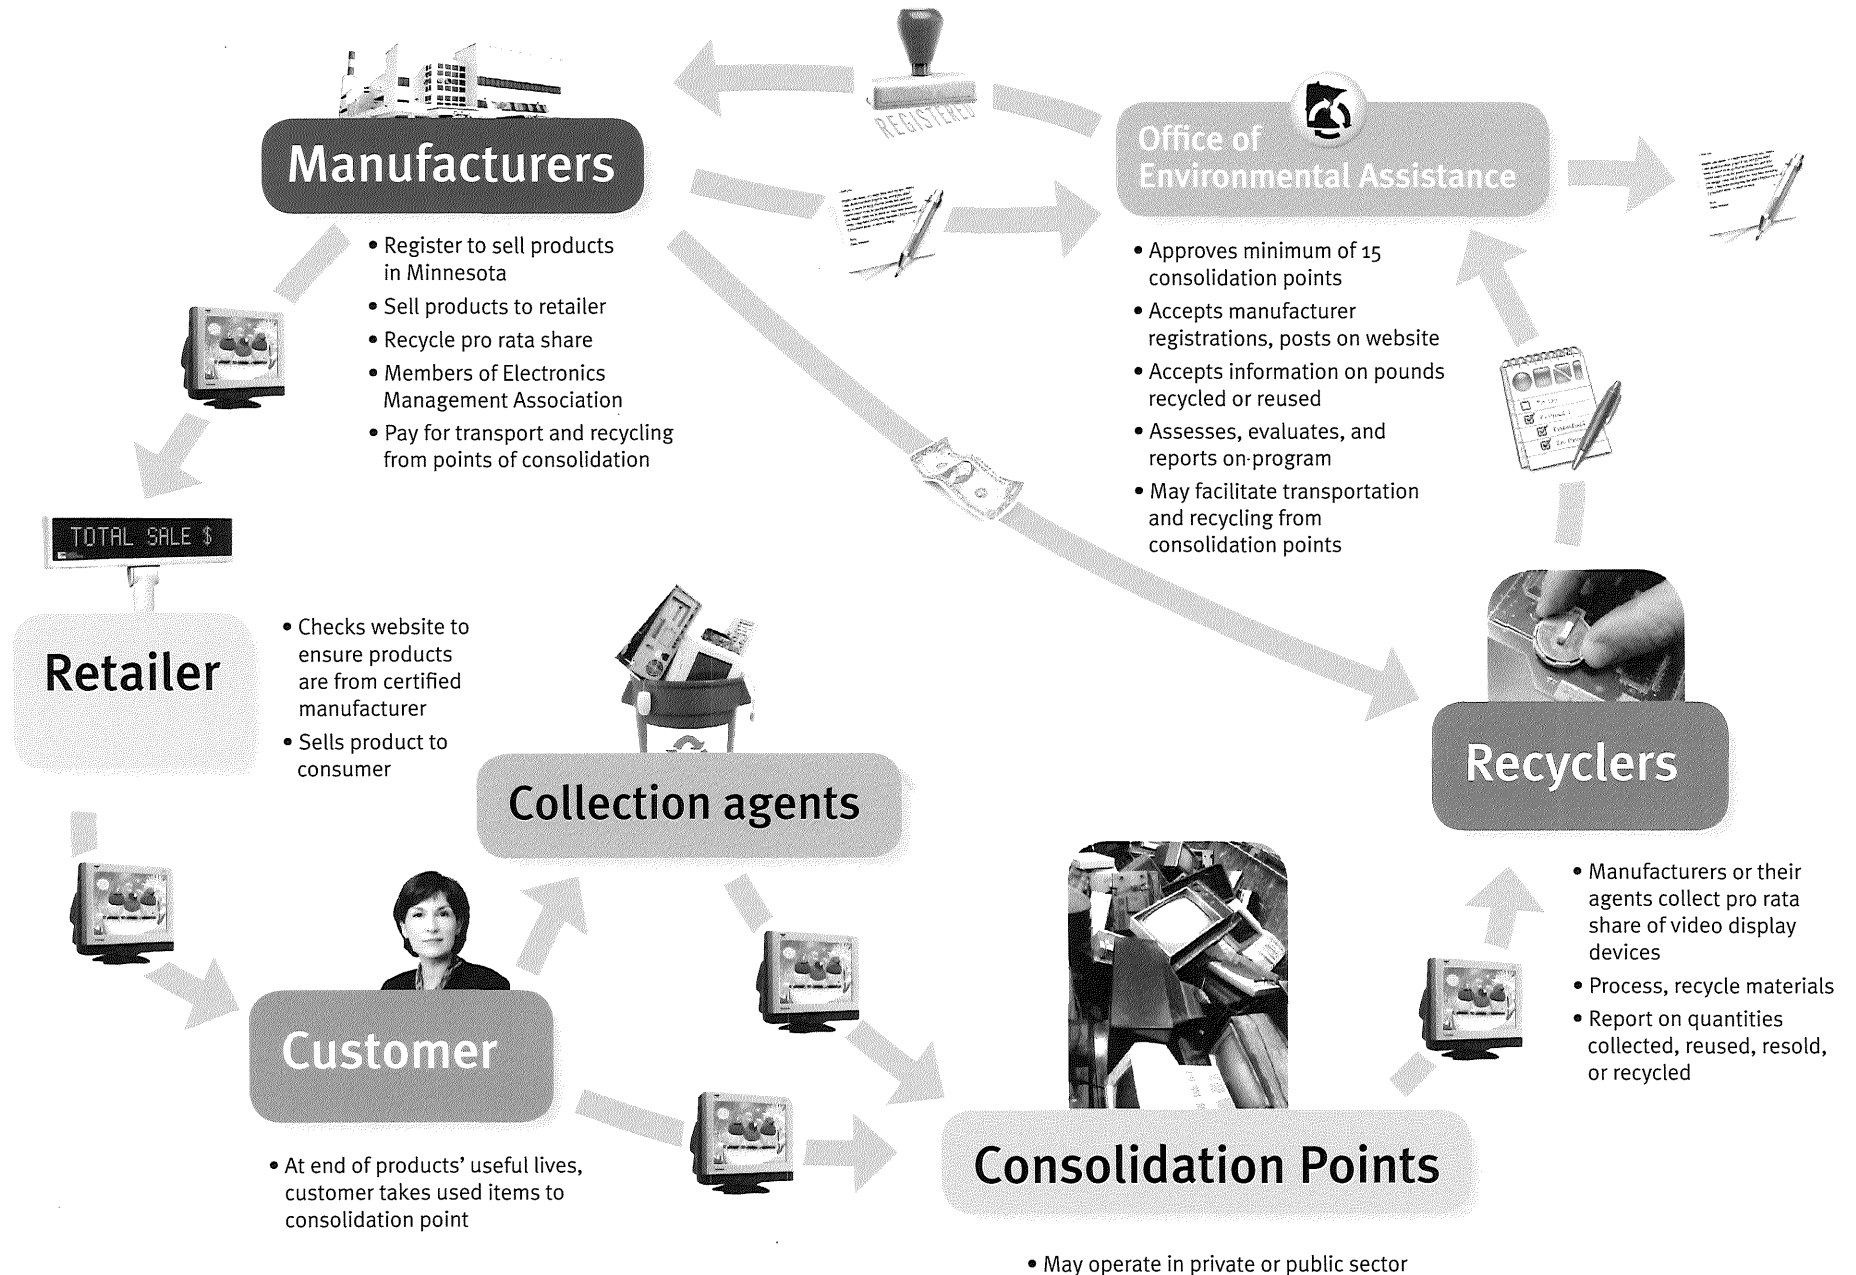 REGISTERED
Manufacturers
Office of
Environmental Assistance
• Register to sell products
in Minnesota
• Sell products to retailer
• Recycle pro rata share
• Members of Electronics
Management Association
• Pay for transport and recycling
from points of consolidation
• Approves minimum of 15
consolidation points
• Accepts manufacturer
registrations, posts on website
• Accepts information on pounds
recycled or reused
• Assesses, evaluates, and
reports on·program
• May facilitate transportation
and recycling from
consolidation points
TOTAL SALE $
Retailer
• Checks website to
ensure products
are from certified
manufacturer
• Sells product to
consumer
Collection agents
Recyclers
• Manufacturers or their
agents collect pro rata
share of video display
devices
• Process, recycle materials
• Report on quantities
collected, reused, resold,
or recycled
Customer
• At end of products’ useful lives,
customer takes used items to
consolidation point
Consolidation Points
• May operate in private or public sector